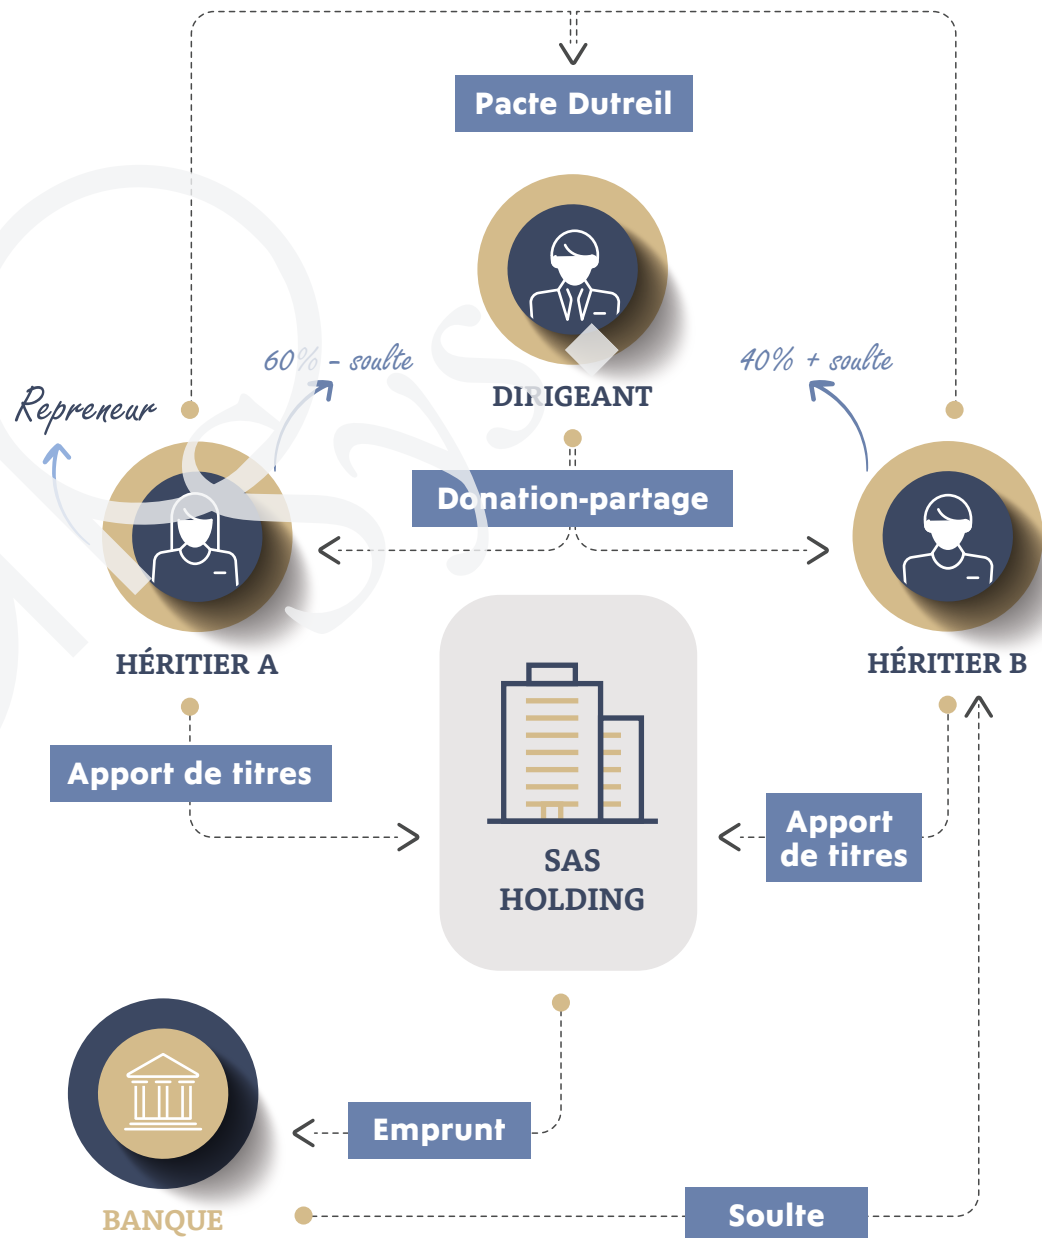 Pacte Dutreil
60% – soulte
40% + soulte
Repreneur
DIRIGEANT
Donation-partage
HÉRITIER A
HÉRITIER B
Apport de titres
Apport
de titres
SAS
HOLDING
Emprunt
BANQUE
Soulte